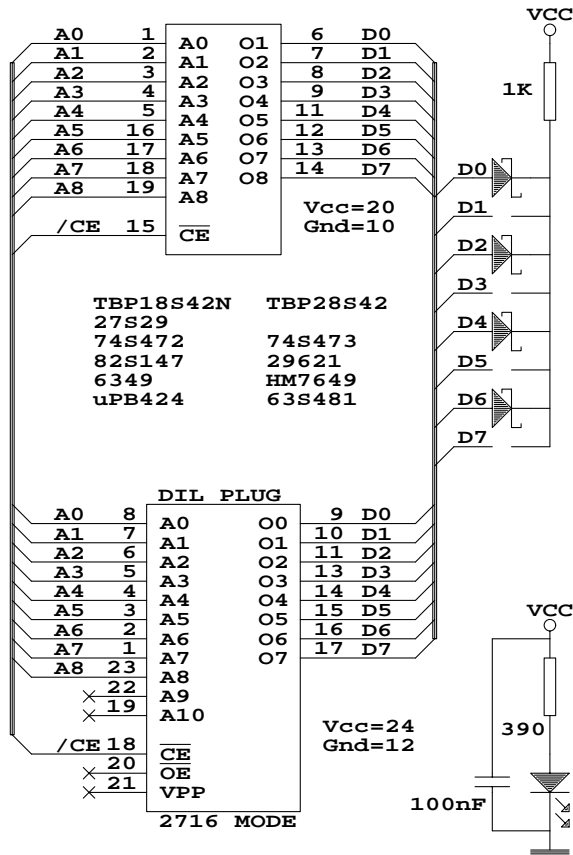 VCC
A0 1 A0 O1 6 D0
A1 2 A1 O2 7 D1
A2 3 A2 O3 8 D2
A3 4 A3 O4 9 D3
A4 5 A4 O5 11 D4
A5 16 A5 O6 12 D5
A6 17 A6 O7 13 D6
A7 18 A7 O8 14 D7
A8 19 A8
/CE 15 CE
Vcc=20
Gnd=10
1K
D0
D1
D2
D3
D4
D5
D6
D7
TBP18S42N TBP28S42
27S29
74S472 74S473
82S147 29621
6349 HM7649
uPB424 63S481
DIL PLUG
A0 8 A0 O0 9 D0
A1 7 A1 O1 10 D1
A2 6 A2 O2 11 D2
A3 5 A3 O3 13 D3
A4 4 A4 O4 14 D4
A5 3 A5 O5 15 D5
A6 2 A6 O6 16 D6
A7 1 A7 O7 17 D7
A8 23 A8
22 A9
19 A10
/CE 18 CE
20 OE
21 VPP
Vcc=24
Gnd=12
2716 MODE
VCC
390
100nF